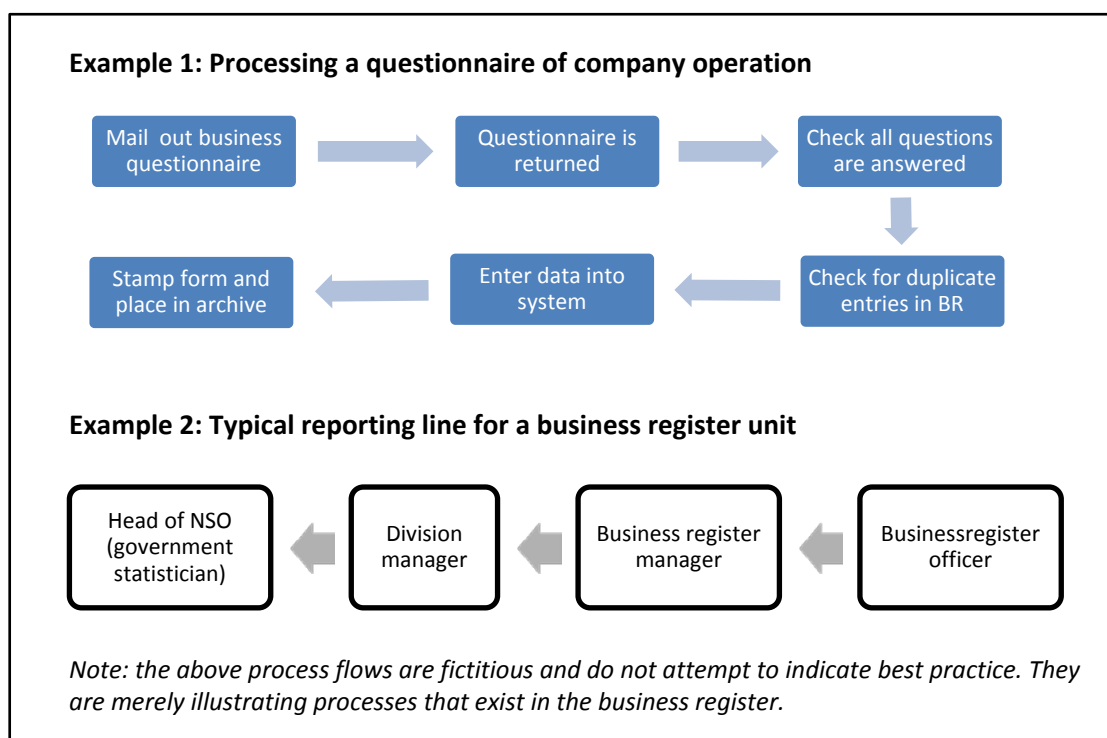 Example 1: Processing a questionnaire of company operation
Mail out business
questionnaire
Questionnaire is
returned
Check all questions
are answered
Check for duplicate
entries in BR
Enter data into
system
Stamp form and
place in archive
Example 2: Typical reporting line for a business register unit
Head of NSO
(government
statistician)
Division
manager
Business register
manager
Businessregister
officer
Note: the above process flows are fictitious and do not attempt to indicate best practice. They
are merely illustrating processes that exist in the business register.